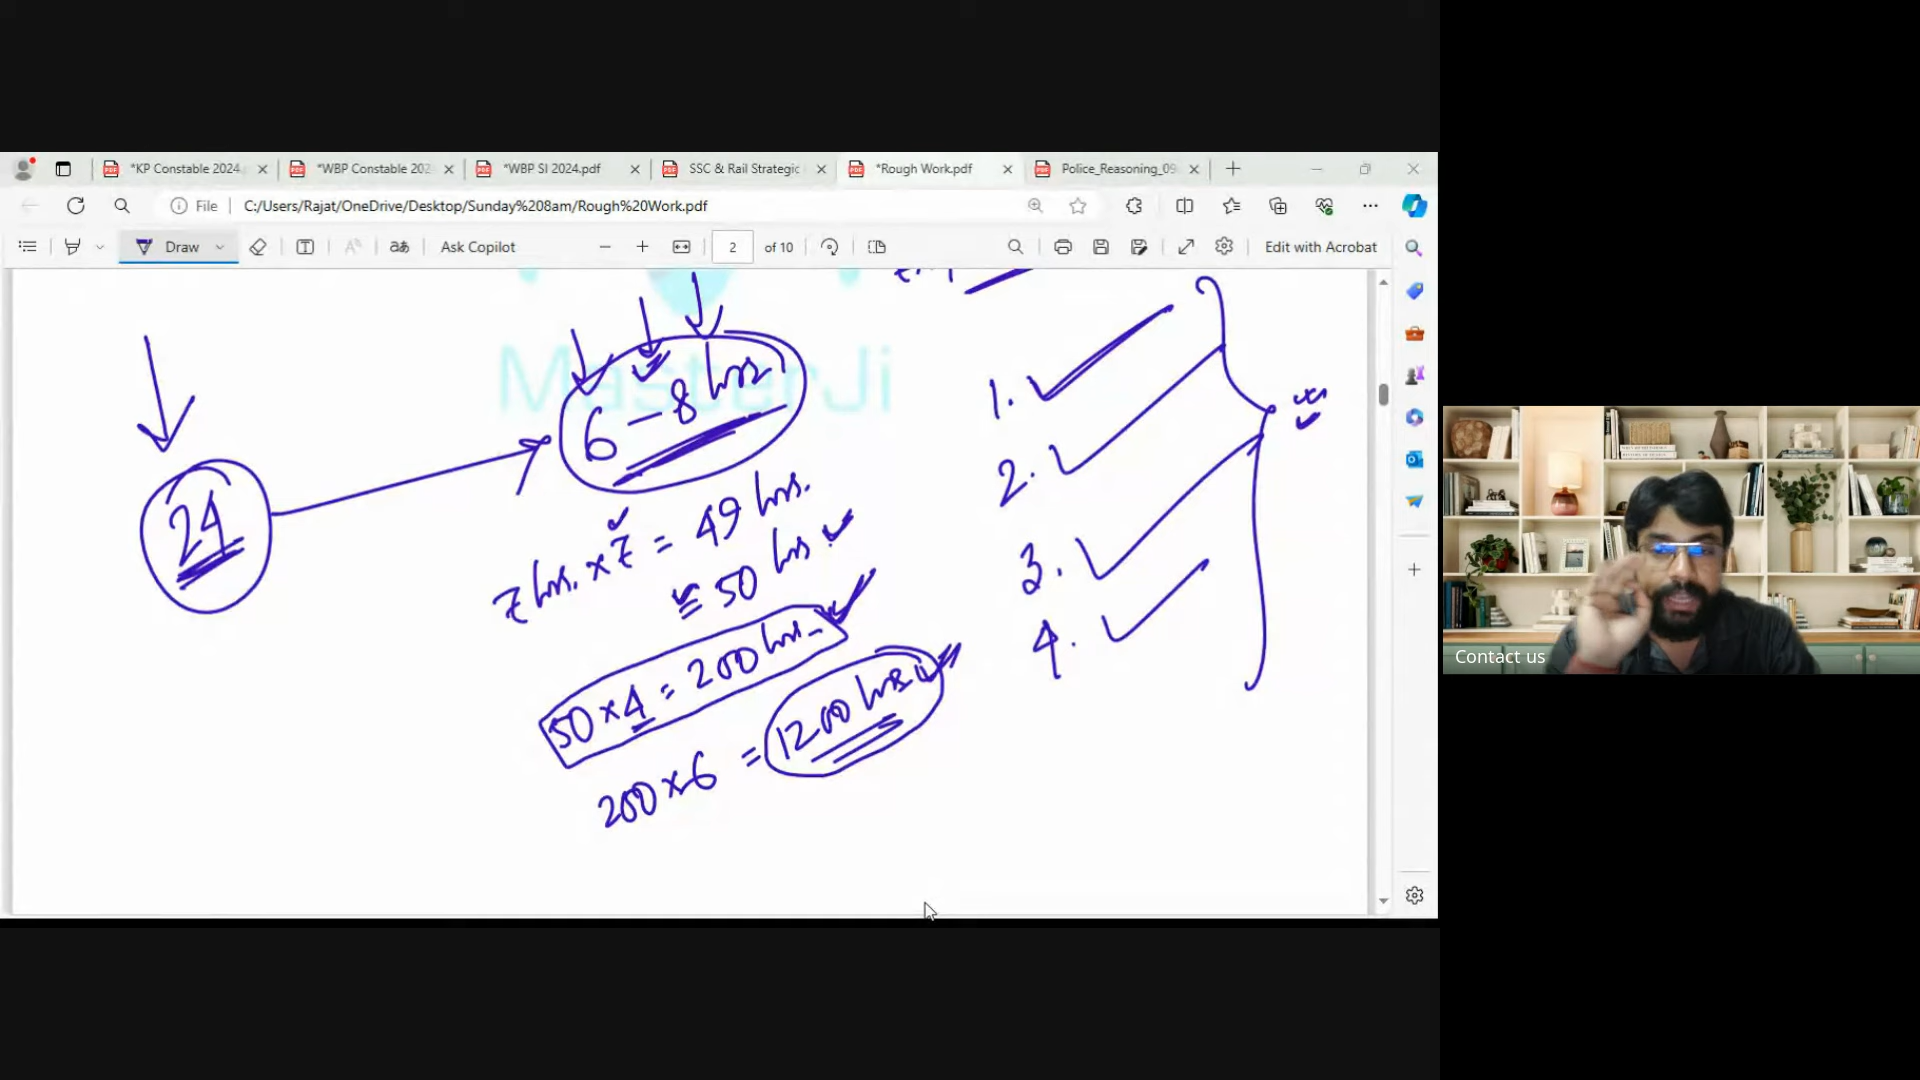 *KP Constable 2024.
*WBP Constable 202
*WBP SI 2024.pdf
SSC & Rail Strategic
*Rough Work.pdf
Police_Reasoning_09
File
C:/Users/Rajat/OneDrive/Desktop/Sunday%208am/Rough%20Work.pdf
Draw
aあ
Ask Copilot
2
of 10
Edit with Acrobat
MasterJi
24
6 - 8 hrs
7 hrs. x 7 = 49 hrs.
≅ 50 hrs.
50 x 4 = 200 hrs.
200 x 6 = 1200 hrs.
1.
2.
3.
4.
Contact us